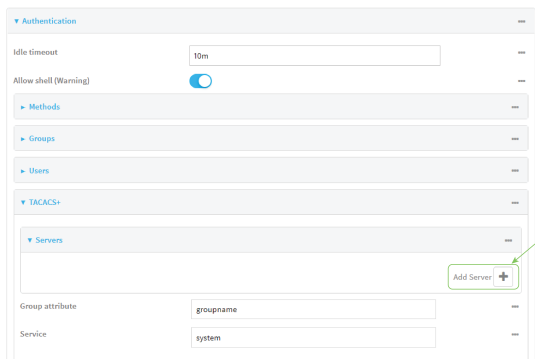 Authentication
Idle timeout 10m
Allow shell (Warning)
Methods
Groups
Users
TACACS+
Servers
Add Server
Group attribute groupname
Service system